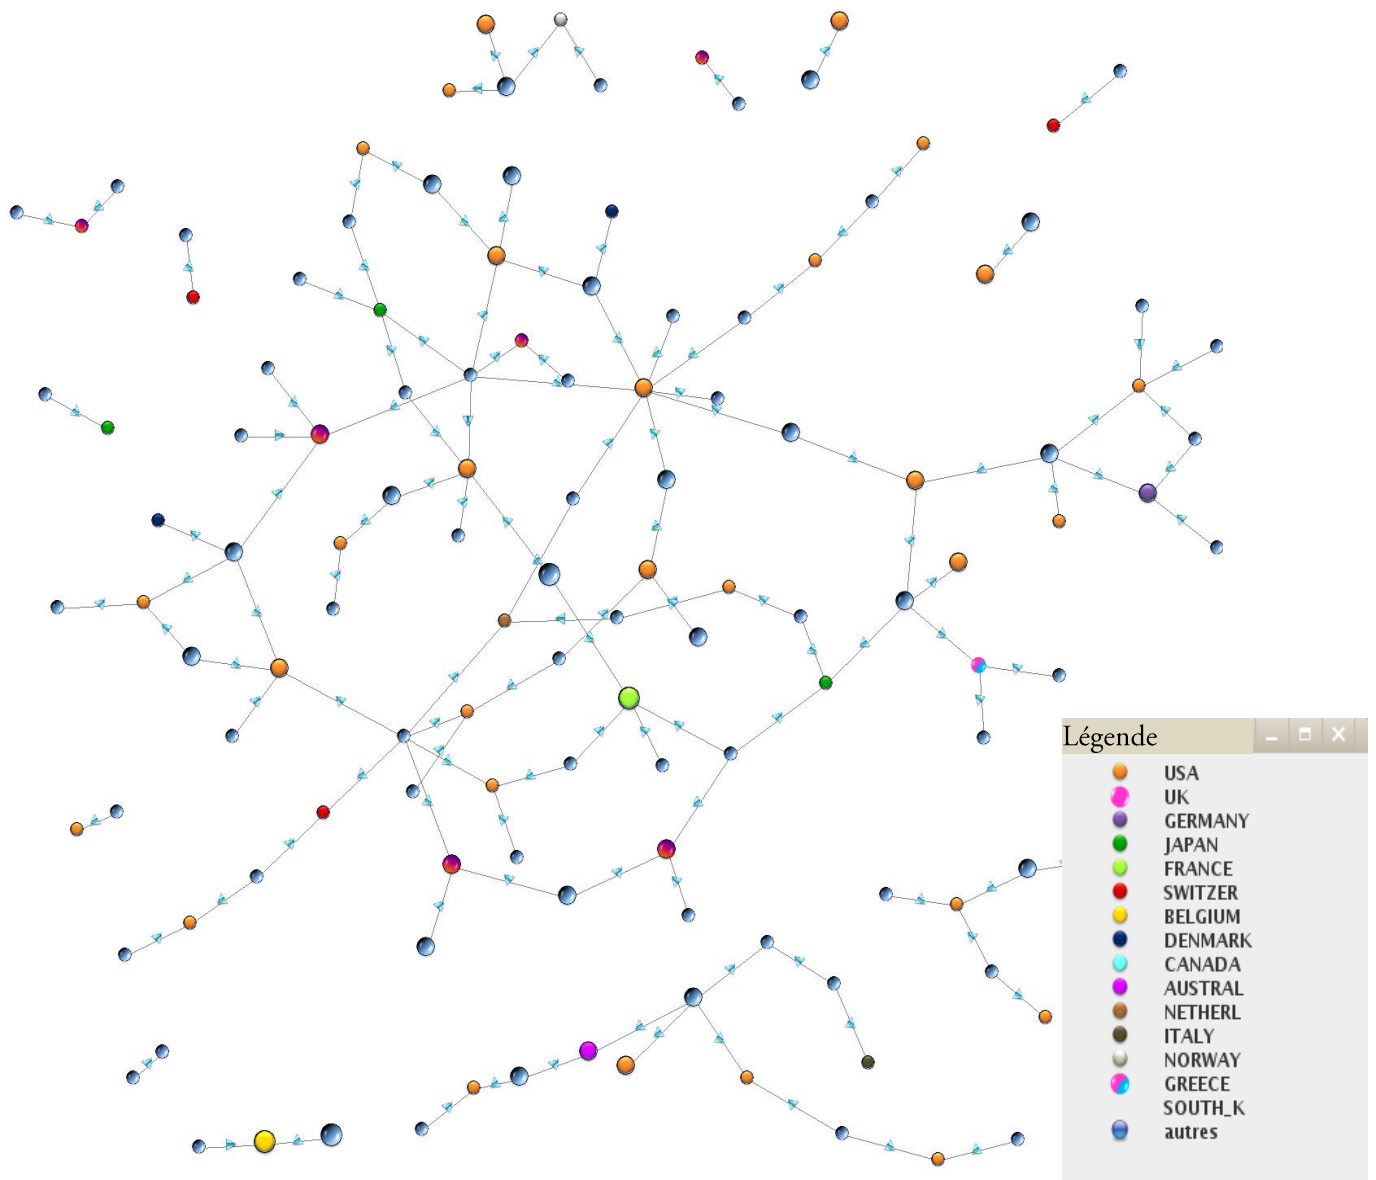 Légende
USA
UK
GERMANY
JAPAN
FRANCE
SWITZER
BELGIUM
DENMARK
CANADA
AUSTRAL
NETHERL
ITALY
NORWAY
GREECE
SOUTH_K
autres